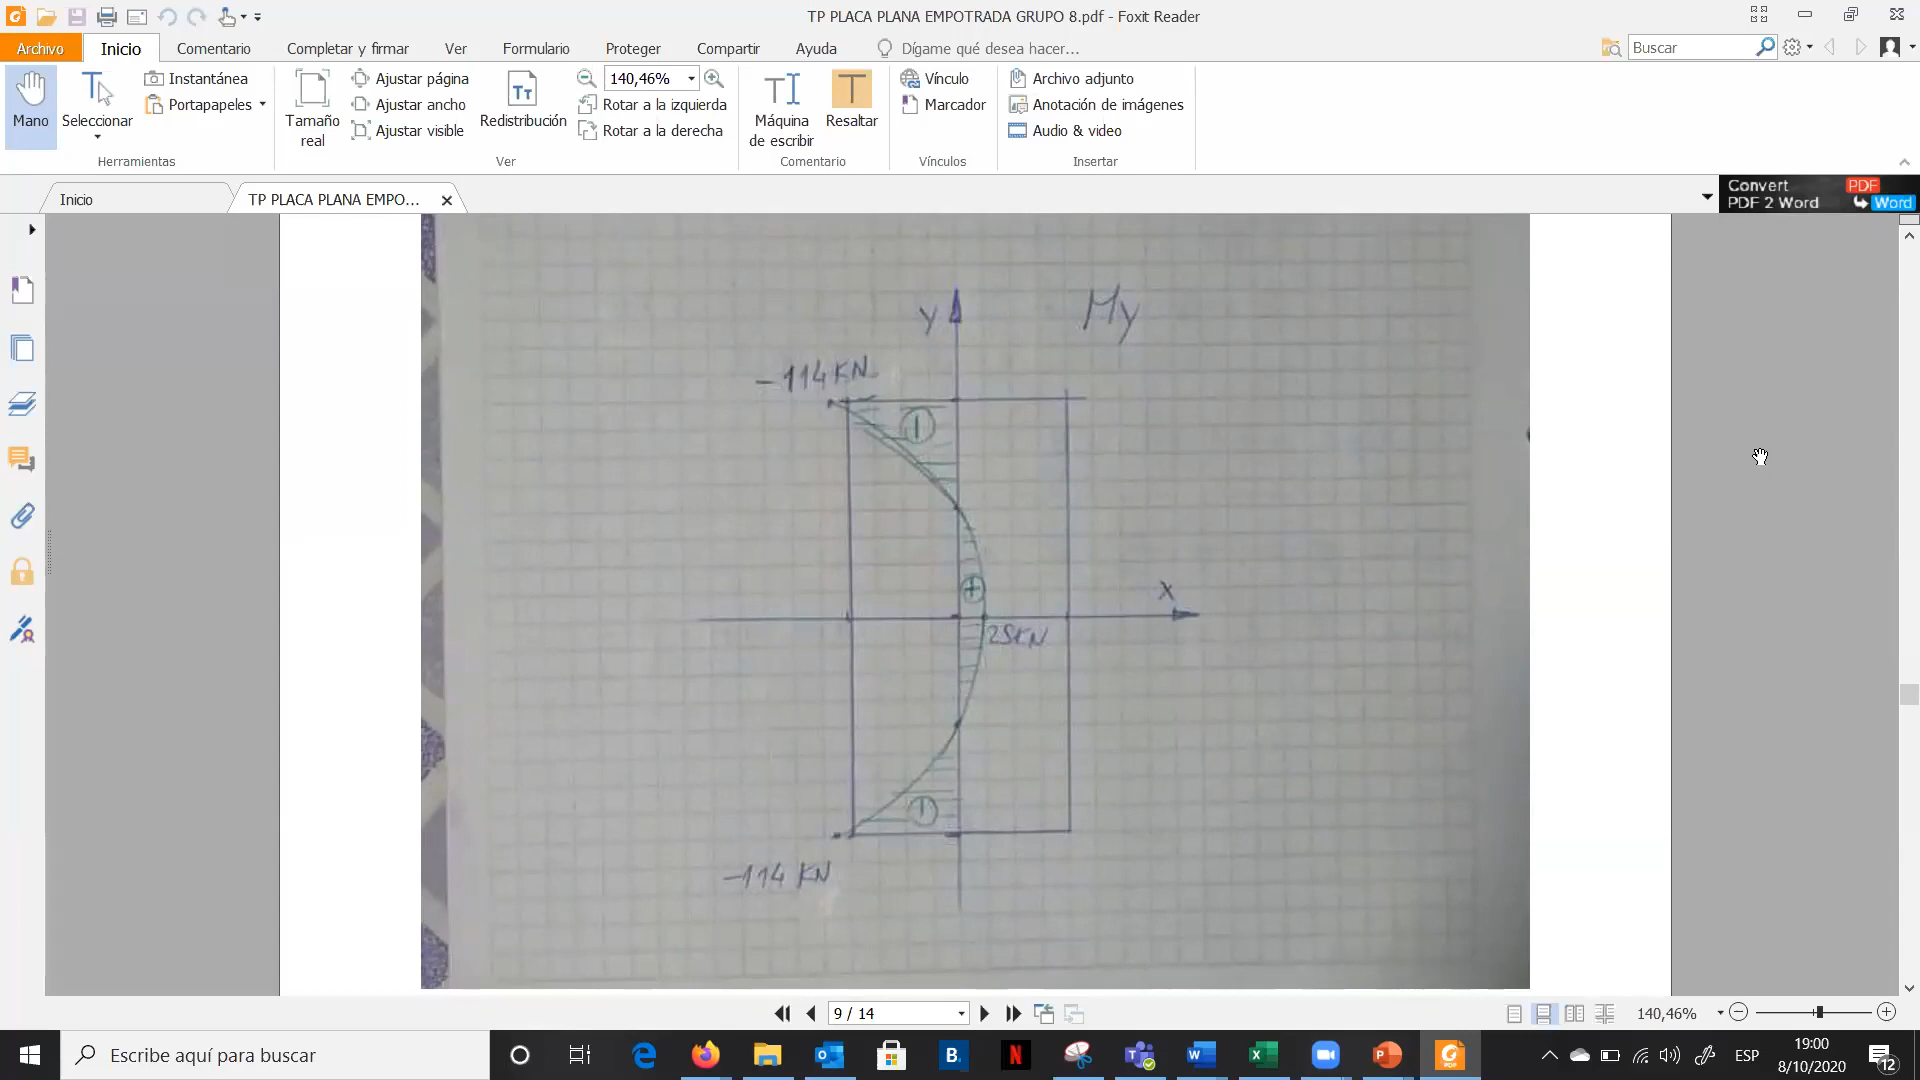 TP PLACA PLANA EMPOTRADA GRUPO 8.pdf - Foxit Reader
Archivo Inicio Comentario Completar y firmar Ver Formulario Proteger Compartir Ayuda Dígame qué desea hacer... Buscar
Mano
Seleccionar
Instantánea
Portapapeles
Herramientas
Tamaño real
Ajustar página
Ajustar ancho
Ajustar visible
Redistribución
140,46%
Rotar a la izquierda
Rotar a la derecha
Ver
Máquina de escribir
Resaltar
Comentario
Vínculo
Marcador
Vínculos
Archivo adjunto
Anotación de imágenes
Audio & video
Insertar
Inicio
TP PLACA PLANA EMPO...
Convert PDF
PDF 2 Word Word
y
My
-114 KN
x
25KN
-114 KN
9 / 14
140,46%
Escribe aquí para buscar
ESP
19:00
8/10/2020
12